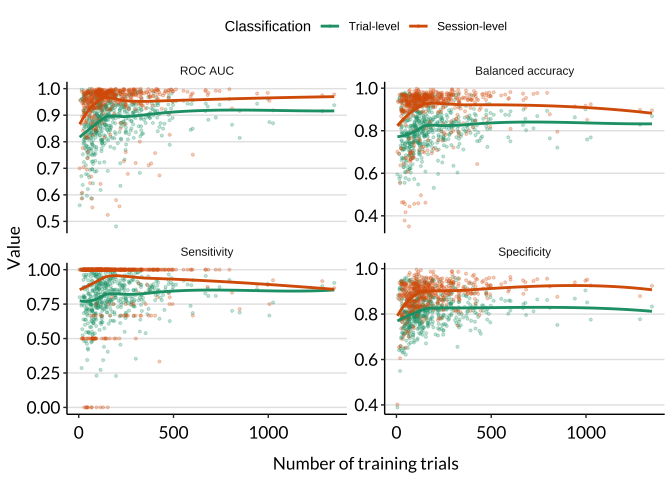 Classification Trial-level Session-level
ROC AUC
Balanced accuracy
1.0
0.9
0.8
0.7
0.6
0.5
1.0
0.8
0.6
0.4
Value
Sensitivity
Specificity
1.00
0.75
0.50
0.25
0.00
1.0
0.8
0.6
0.4
0 500 1000
0 500 1000
Number of training trials